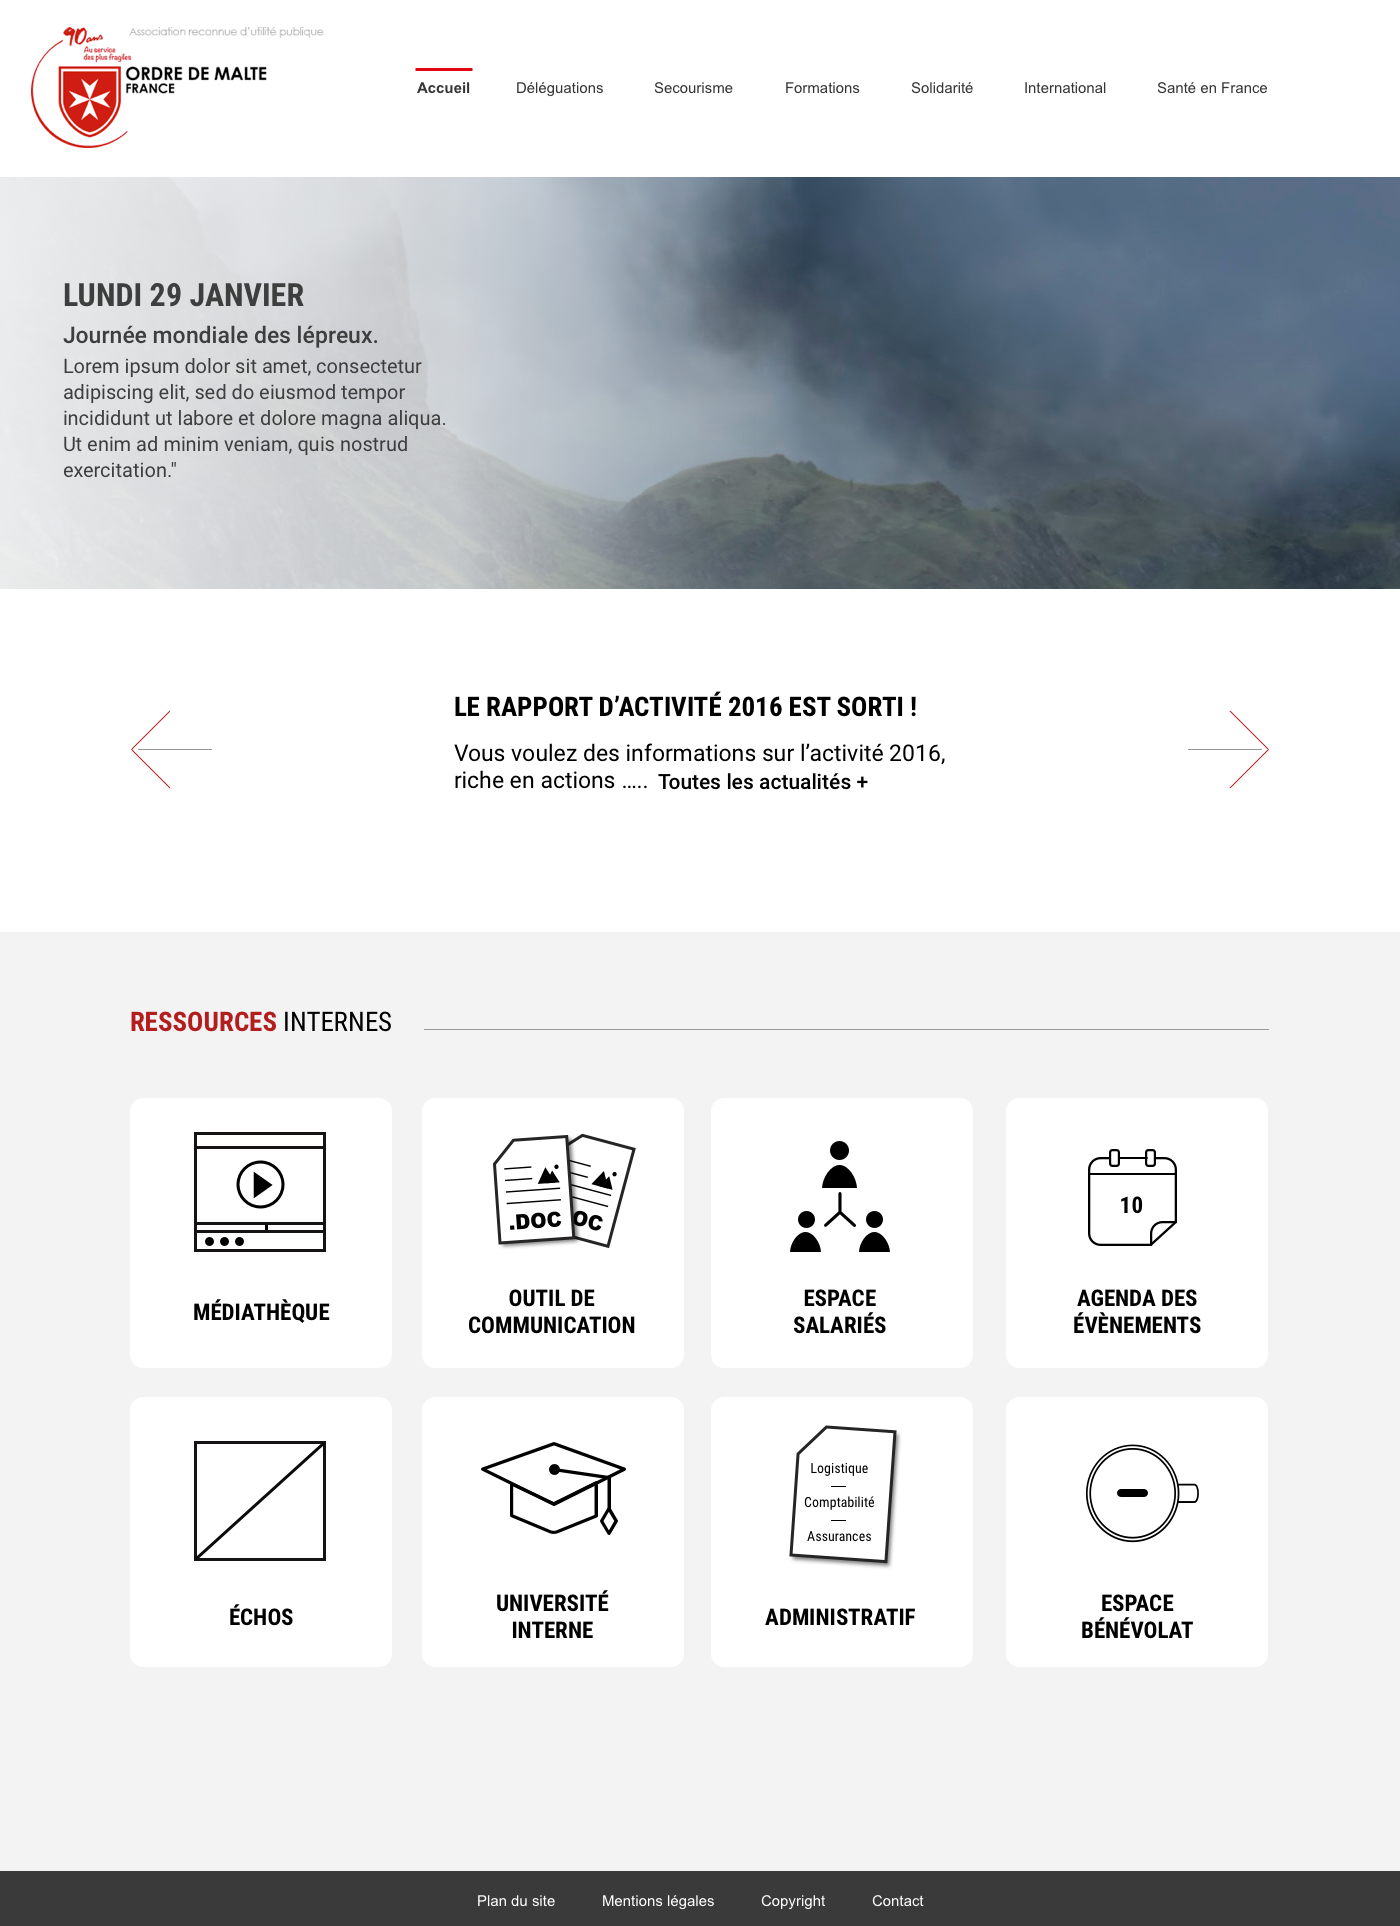 90 ans
Association reconnue d'utilité publique
Au service
des plus fragiles
ORDRE DE MALTE
FRANCE
Accueil Déléguations Secourisme Formations Solidarité International Santé en France
LUNDI 29 JANVIER
Journée mondiale des lépreux.
Lorem ipsum dolor sit amet, consectetur
adipiscing elit, sed do eiusmod tempor
incididunt ut labore et dolore magna aliqua.
Ut enim ad minim veniam, quis nostrud
exercitation."
LE RAPPORT D’ACTIVITÉ 2016 EST SORTI !
Vous voulez des informations sur l’activité 2016,
riche en actions ..... Toutes les actualités +
RESSOURCES INTERNES
.DOC
OC
10
MÉDIATHÈQUE
OUTIL DE
COMMUNICATION
ESPACE
SALARIÉS
AGENDA DES
ÉVÈNEMENTS
Logistique
Comptabilité
Assurances
ÉCHOS
UNIVERSITÉ
INTERNE
ADMINISTRATIF
ESPACE
BÉNÉVOLAT
Plan du site Mentions légales Copyright Contact